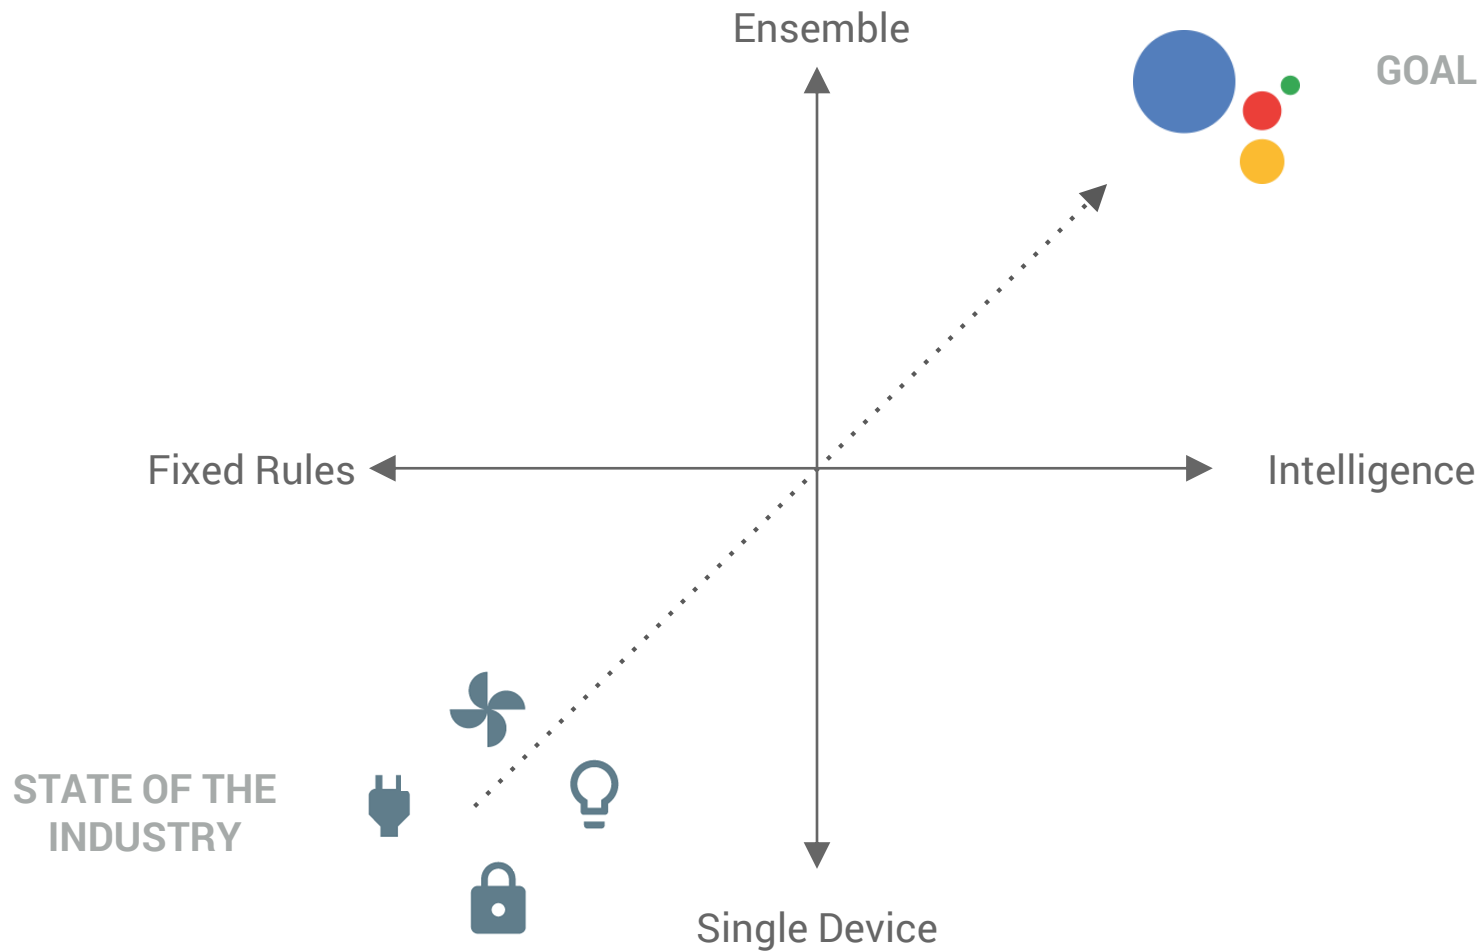 Ensemble
GOAL
Fixed Rules
Intelligence
STATE OF THE
INDUSTRY
Single Device